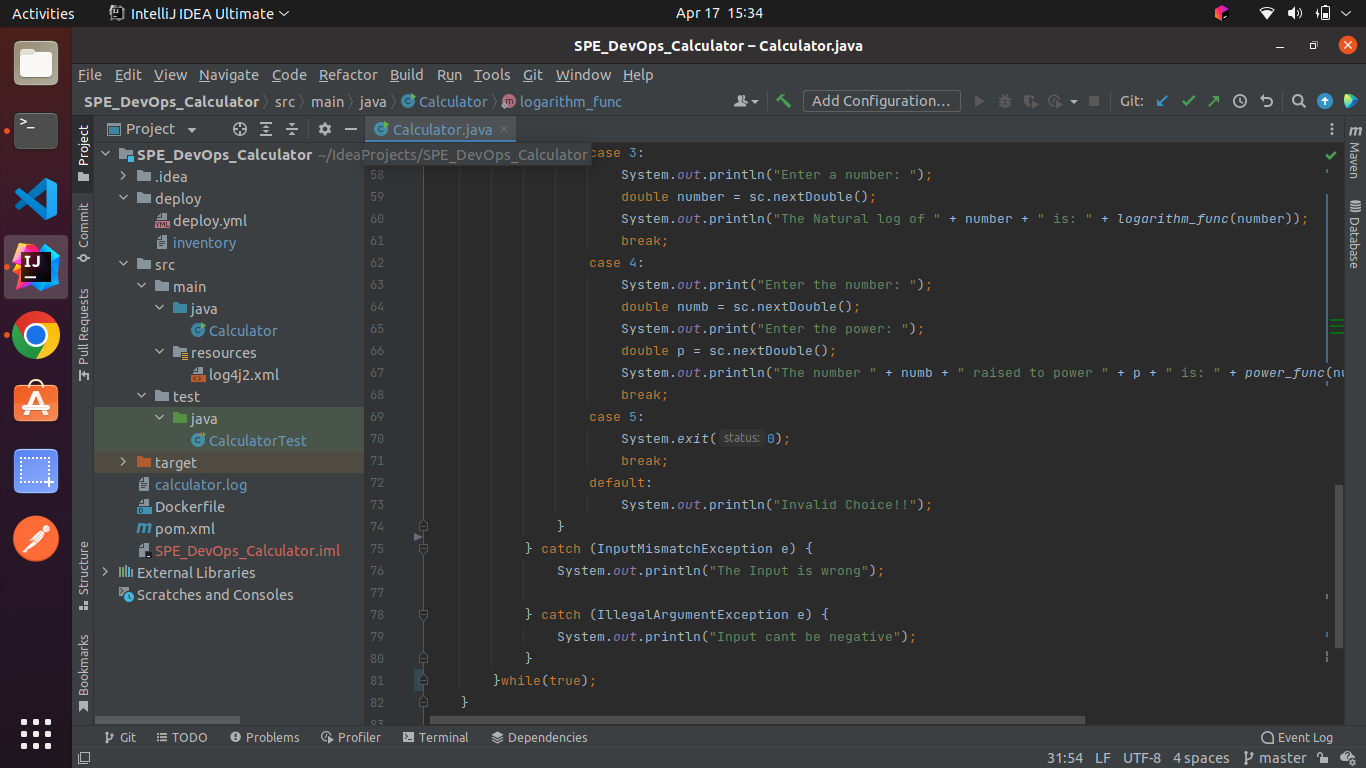 Activities IntelliJ IDEA Ultimate Apr 17 15:34
SPE_DevOps_Calculator – Calculator.java
File Edit View Navigate Code Refactor Build Run Tools Git Window Help
SPE_DevOps_Calculator src main java Calculator logarithm_func Add Configuration... Git:
Project
Calculator.java
SPE_DevOps_Calculator ~/IdeaProjects/SPE_DevOps_Calculator
.idea
deploy
deploy.yml
inventory
src
main
java
Calculator
resources
log4j2.xml
test
java
CalculatorTest
target
calculator.log
Dockerfile
pom.xml
SPE_DevOps_Calculator.iml
External Libraries
Scratches and Consoles
Project
Commit
Pull Requests
Structure
Bookmarks
case 3:
58 System.out.println("Enter a number: ");
59 double number = sc.nextDouble();
60 System.out.println("The Natural log of " + number + " is: " + logarithm_func(number));
61 break;
62 case 4:
63 System.out.print("Enter the number: ");
64 double numb = sc.nextDouble();
65 System.out.print("Enter the power: ");
66 double p = sc.nextDouble();
67 System.out.println("The number " + numb + " raised to power " + p + " is: " + power_func(nu
68 break;
69 case 5:
70 System.exit( status: 0);
71 break;
72 default:
73 System.out.println("Invalid Choice!!");
74 }
75 } catch (InputMismatchException e) {
76 System.out.println("The Input is wrong");
77
78 } catch (IllegalArgumentException e) {
79 System.out.println("Input cant be negative");
80 }
81 }while(true);
82 }
83
Maven
Database
Git TODO Problems Profiler Terminal Dependencies Event Log
31:54 LF UTF-8 4 spaces master